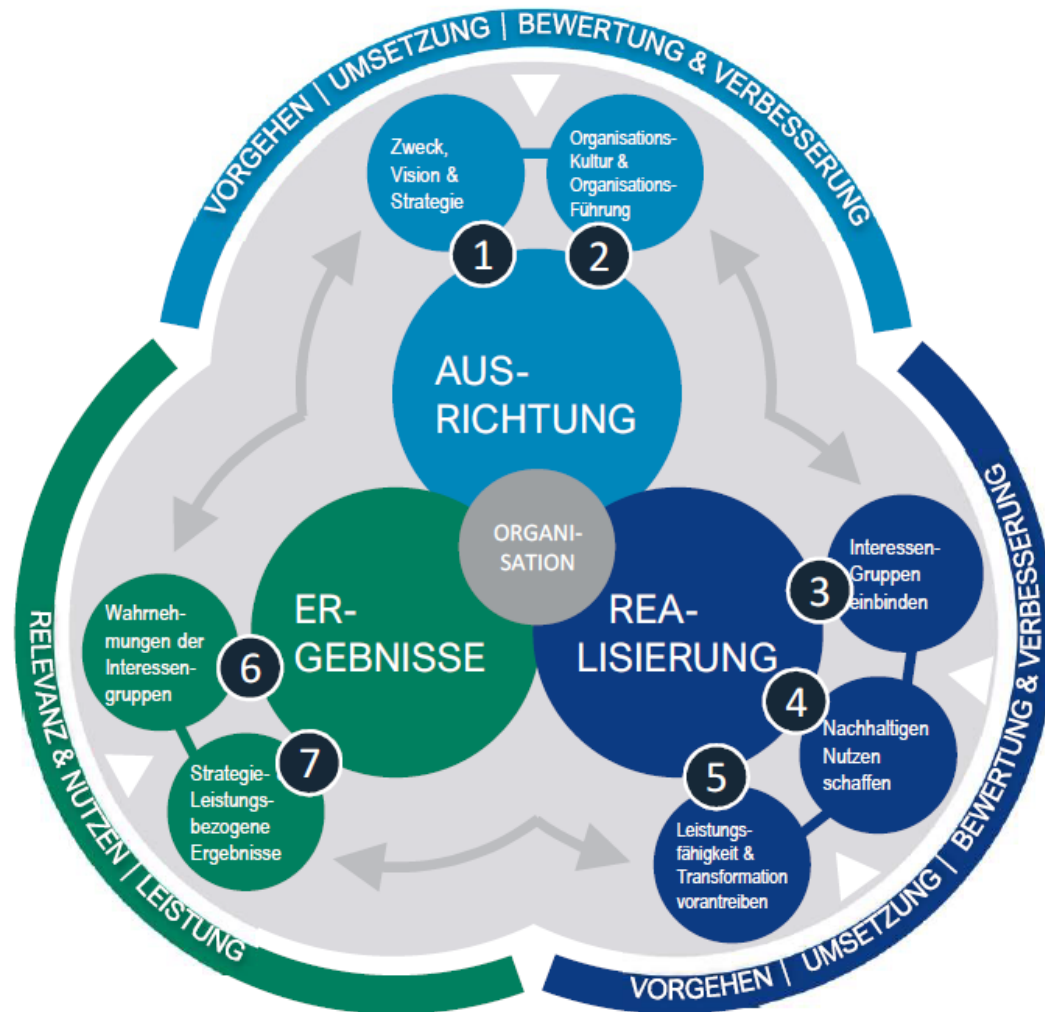 VORGEHEN | UMSETZUNG | BEWERTUNG & VERBESSERUNG
Zweck,
Vision &
Strategie
Organisations-
Kultur &
Organisations-
Führung
1
2
AUS-
RICHTUNG
ORGANI-
SATION
ER-
GEBNISSE
REA-
LISIERUNG
3
Interessen-
Gruppen
einbinden
4
Nachhaltigen
Nutzen
schaffen
5
Leistungs-
fähigkeit &
Transformation
vorantreiben
VORGEHEN | UMSETZUNG | BEWERTUNG & VERBESSERUNG
Wahrneh-
mungen der
Interessen-
gruppen
6
7
Strategie-
Leistungs-
bezogene
Ergebnisse
RELEVANZ & NUTZEN | LEISTUNG